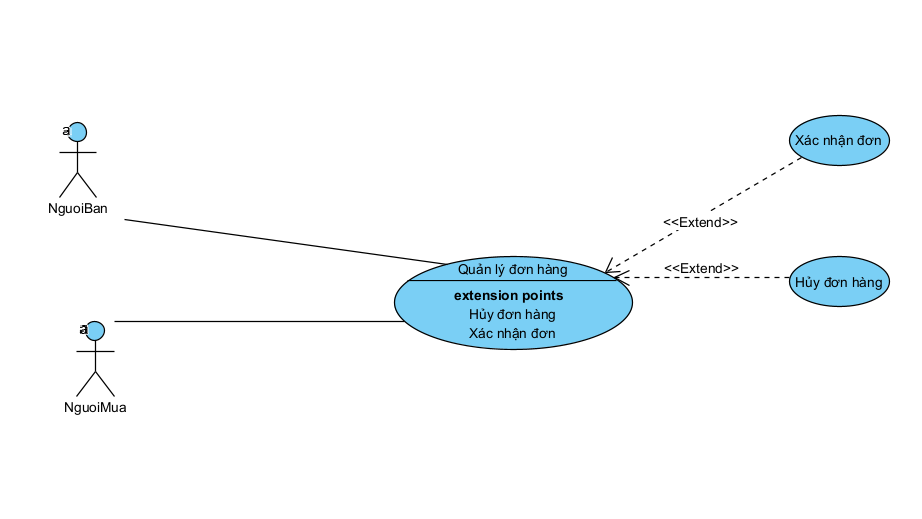 a
NguoiBan
Xác nhận đơn
<<Extend>>
<<Extend>>
Quản lý đơn hàng
extension points
Hủy đơn hàng
Xác nhận đơn
Hủy đơn hàng
a
NguoiMua